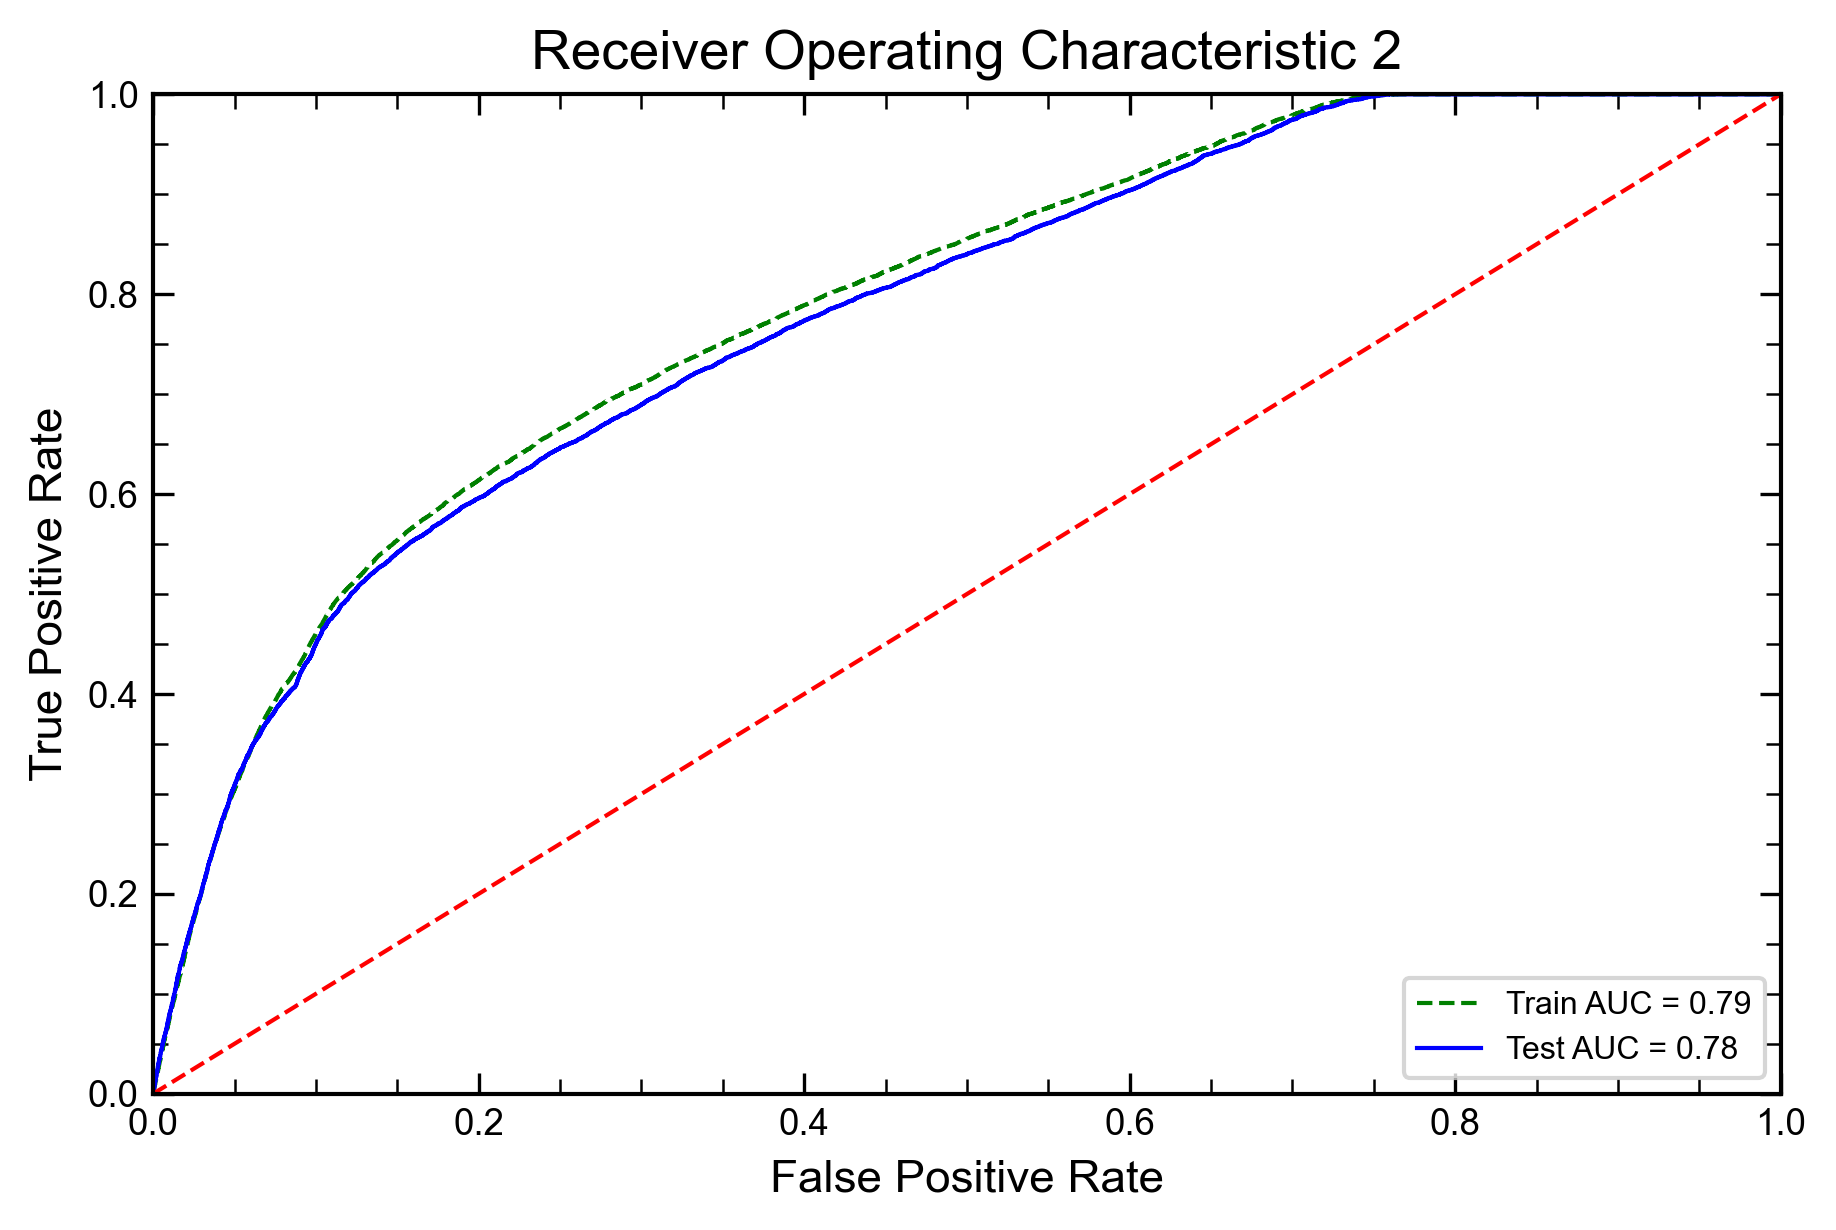 Receiver Operating Characteristic 2
True Positive Rate
1.0
0.8
0.6
0.4
0.2
0.0
0.0 0.2 0.4 0.6 0.8 1.0
False Positive Rate
Train AUC = 0.79
Test AUC = 0.78